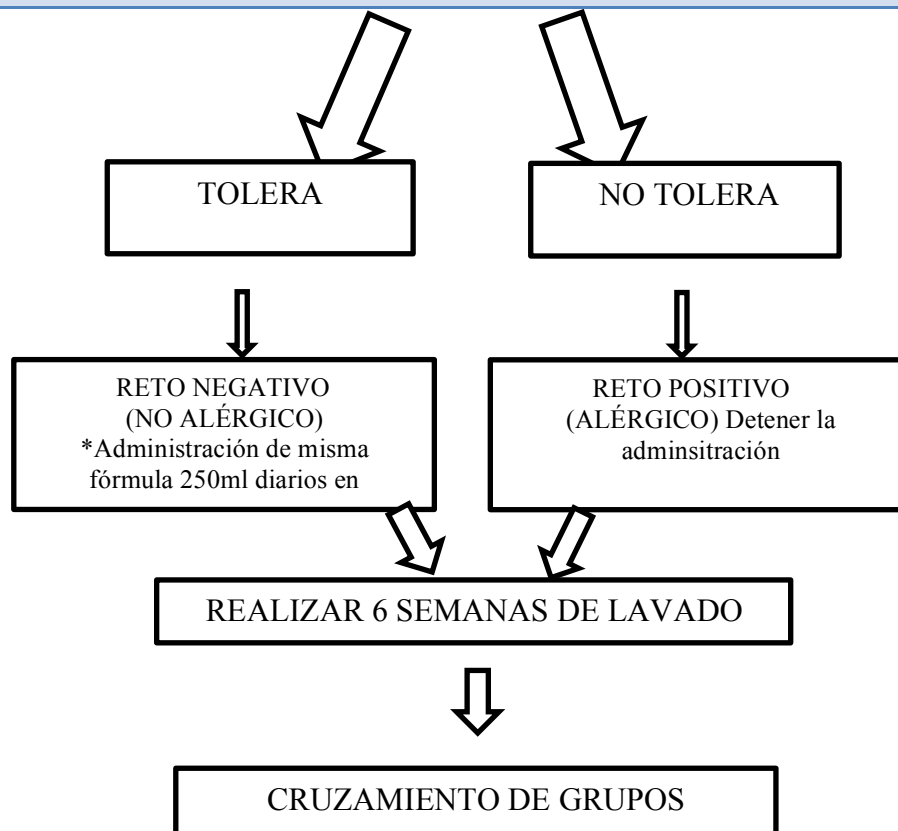 TOLERA
NO TOLERA
RETO NEGATIVO
(NO ALÉRGICO)
*Administración de misma
fórmula 250ml diarios en
RETO POSITIVO
(ALÉRGICO) Detener la
adminsitración
REALIZAR 6 SEMANAS DE LAVADO
CRUZAMIENTO DE GRUPOS